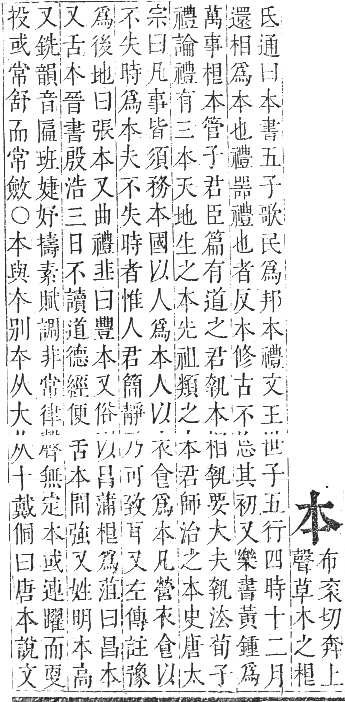 本
布衮切奔上
聲草木之根
氐通曰本書五子歌民爲邦本禮文王世子五行四時十二月
還相爲本也禮器禮也者反本修古不忘其初又樂書黃鍾爲
萬事根本管子君臣篇有道之君執本相執要大夫執法荀子
禮論禮有三本天地生之本先祖類之本君師治之本史唐太
宗曰凡事皆須務本國以人爲本人以衣食爲本凡營衣食以
不失時爲本夫不失時者惟人君簡靜乃可致耳又左傳註豫
爲後地曰張本又曲禮韭曰豐本又俗以昌蒲根爲菹曰昌本
又舌本晉書殷浩三日不讀道德經便舌本間強又姓明本高
又銑韻音匾班婕妤擣素賦調非常律聲無定本或連曜而更
投或常舒而常斂○本與夲别夲从大从十戴侗曰唐本說文